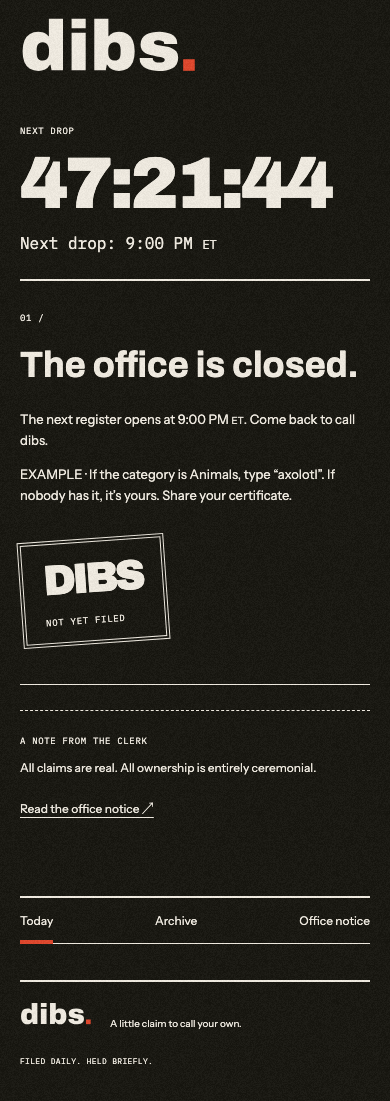 dibs.
NEXT DROP
47:21:44
Next drop: 9:00 PM ET
01 /
The office is closed.
The next register opens at 9:00 PM ET. Come back to call
dibs.
EXAMPLE · If the category is Animals, type “axolotl”. If
nobody has it, it’s yours. Share your certificate.
DIBS
NOT YET FILED
A NOTE FROM THE CLERK
All claims are real. All ownership is entirely ceremonial.
Read the office notice ↗
Today Archive Office notice
dibs. A little claim to call your own.
FILED DAILY. HELD BRIEFLY.